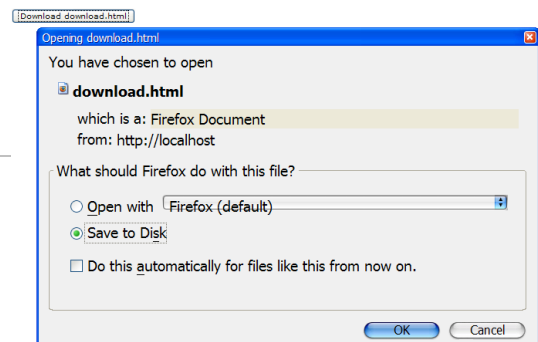 Download download.html
Opening download.html
You have chosen to open
download.html
which is a: Firefox Document
from: http://localhost
What should Firefox do with this file?
Open with Firefox (default)
Save to Disk
Do this automatically for files like this from now on.
OK Cancel